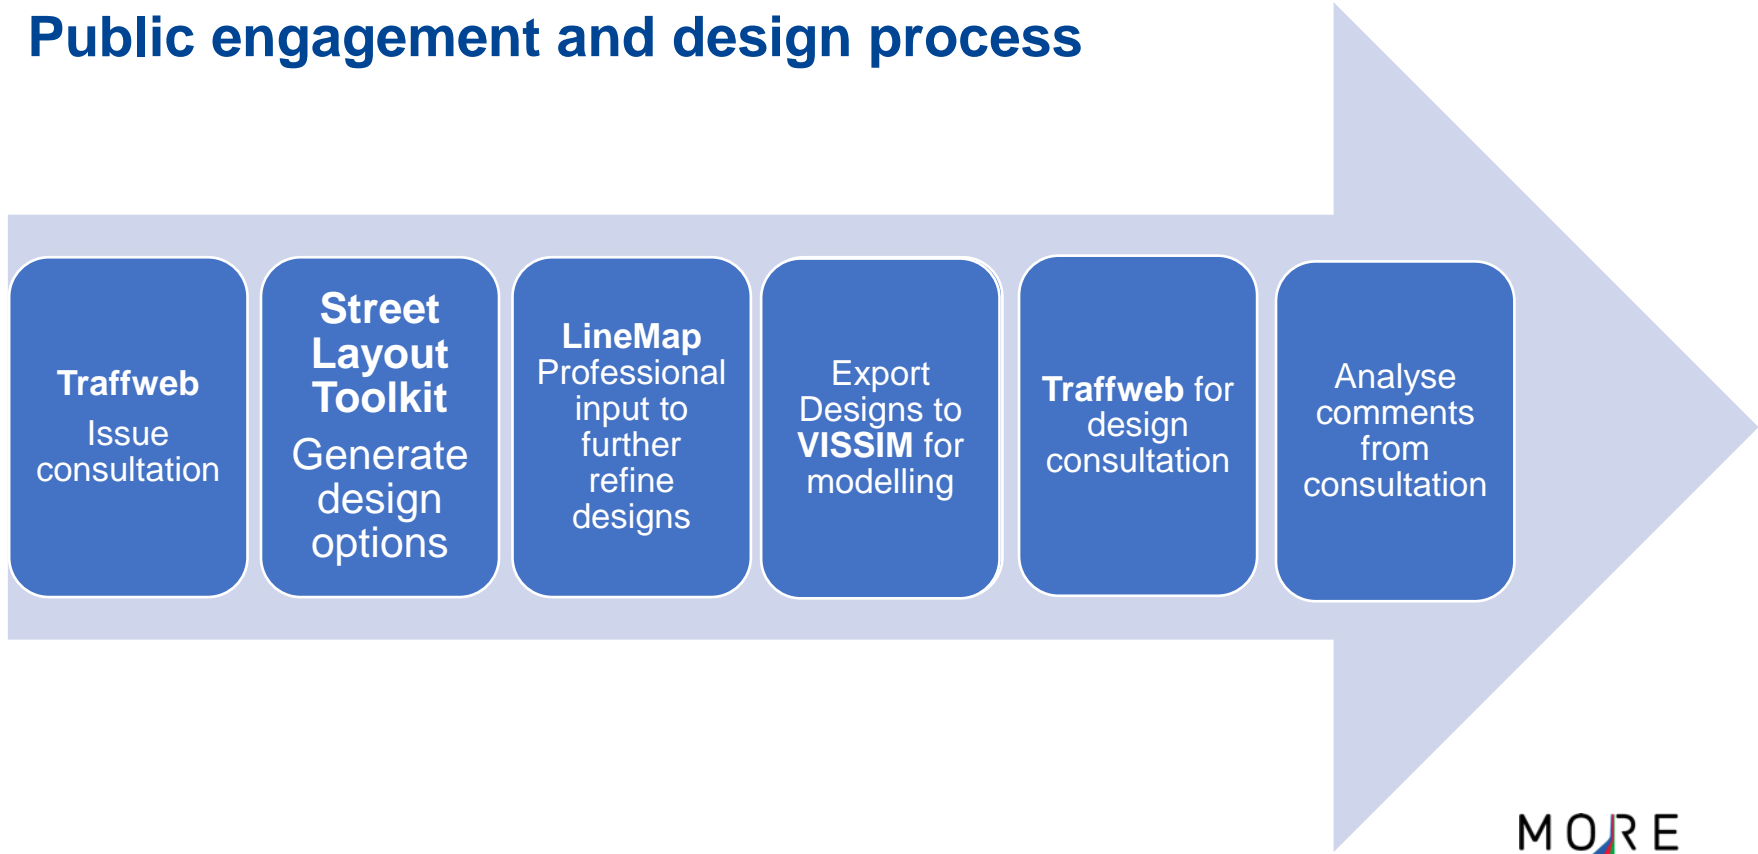 Public engagement and design process
Traffweb
Issue
consultation
Street
Layout
Toolkit
Generate
design
options
LineMap
Professional
input to
further
refine
designs
Export
Designs to
VISSIM for
modelling
Traffweb for
design
consultation
Analyse
comments
from
consultation
MORE